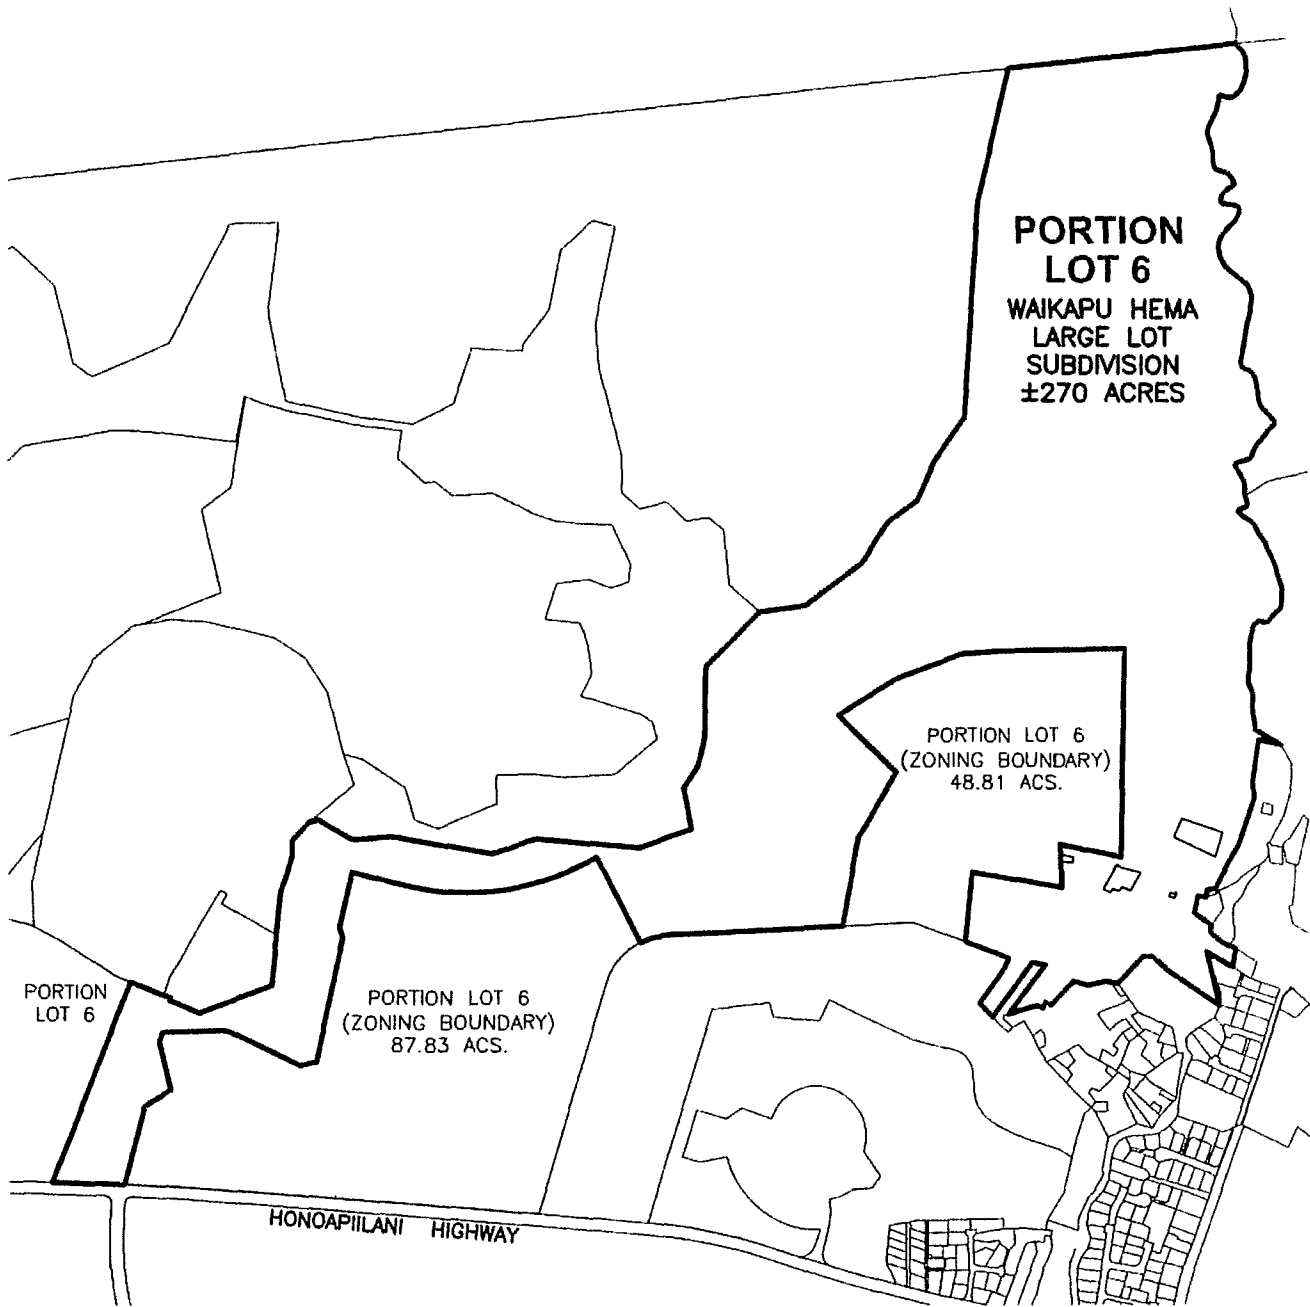 PORTION
LOT 6
WAIKAPU HEMA
LARGE LOT
SUBDIVISION
±270 ACRES
PORTION LOT 6
(ZONING BOUNDARY)
48.81 ACS.
PORTION
LOT 6
PORTION LOT 6
(ZONING BOUNDARY)
87.83 ACS.
HONOAPIILANI HIGHWAY